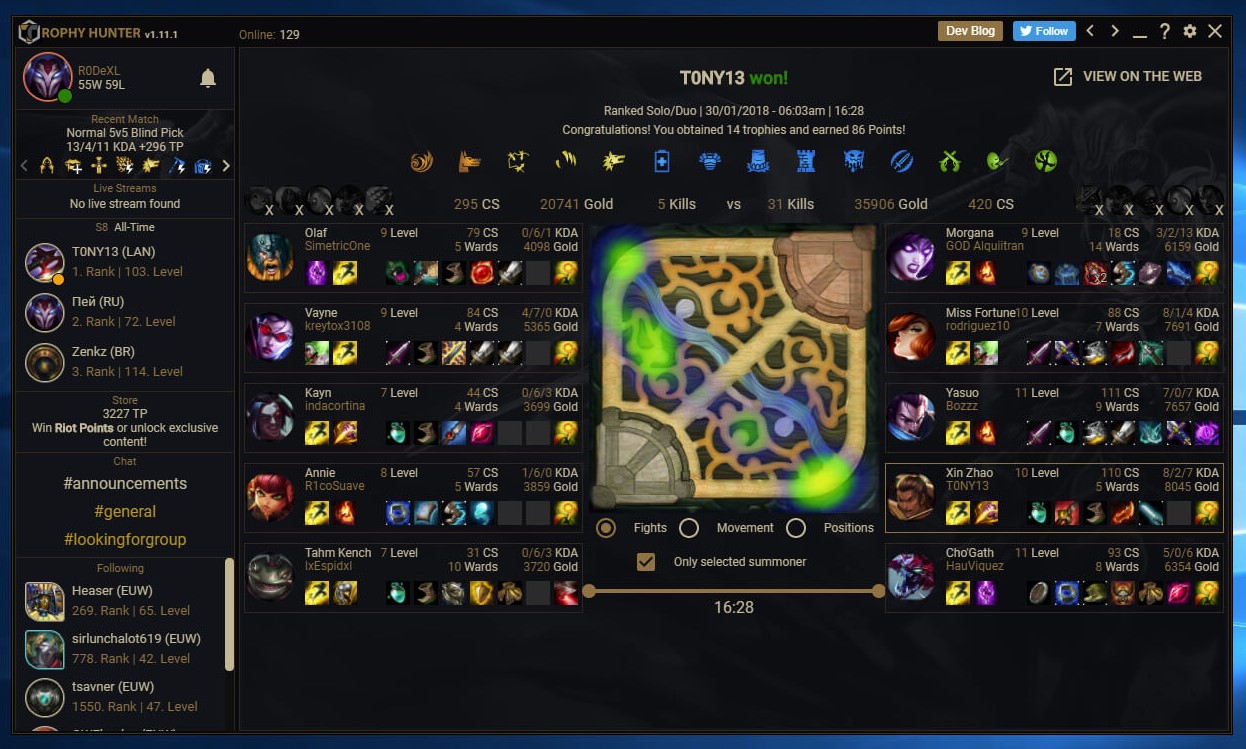 ROPHY HUNTER v1.11.1
Online: 129
Dev Blog
Follow
R0DeXL
55W 59L
Recent Match
Normal 5v5 Blind Pick
13/4/11 KDA +296 TP
Live Streams
No live stream found
S8 All-Time
T0NY13 (LAN)
1. Rank | 103. Level
Пей (RU)
2. Rank | 72. Level
Zenkz (BR)
3. Rank | 114. Level
Store
3227 TP
Win Riot Points or unlock exclusive
content!
Chat
#announcements
#general
#lookingforgroup
Following
Heaser (EUW)
269. Rank | 65. Level
sirlunchalot619 (EUW)
778. Rank | 42. Level
tsavner (EUW)
1550. Rank | 47. Level
T0NY13 won!
VIEW ON THE WEB
Ranked Solo/Duo | 30/01/2018 - 06:03am | 16:28
Congratulations! You obtained 14 trophies and earned 86 Points!
X X X X X
295 CS 20741 Gold 5 Kills vs 31 Kills 35906 Gold 420 CS
X X X X X
Olaf 9 Level 79 CS 0/6/1 KDA
SimetricOne 5 Wards 4098 Gold
Vayne 9 Level 84 CS 4/7/0 KDA
kreytox3108 4 Wards 5365 Gold
Kayn 7 Level 44 CS 0/6/3 KDA
indacortina 4 Wards 3699 Gold
Annie 8 Level 57 CS 1/6/0 KDA
R1coSuave 5 Wards 3859 Gold
Tahm Kench 7 Level 31 CS 0/6/3 KDA
IxEspidxI 10 Wards 3720 Gold
Fights Movement Positions
Only selected summoner
16:28
Morgana 9 Level 18 CS 3/2/13 KDA
GOD Alquiitran 14 Wards 6159 Gold
2
Miss Fortune 10 Level 88 CS 8/1/4 KDA
rodriguez10 7 Wards 7691 Gold
Yasuo 11 Level 111 CS 7/0/7 KDA
Bozzz 9 Wards 7657 Gold
Xin Zhao 10 Level 110 CS 8/2/7 KDA
T0NY13 5 Wards 8045 Gold
Cho'Gath 11 Level 93 CS 5/0/6 KDA
HauViquez 8 Wards 6354 Gold